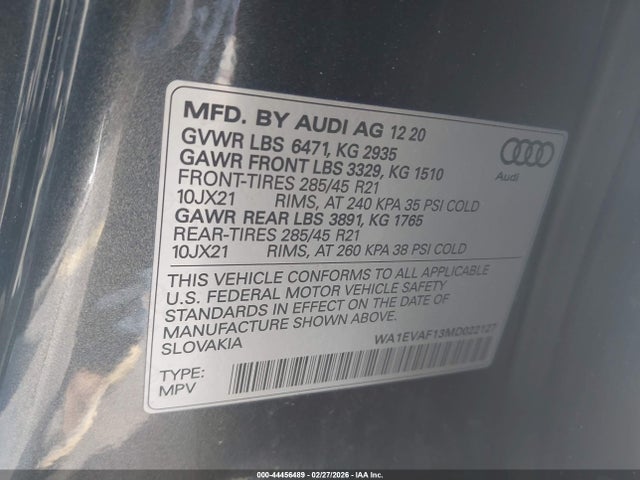 MFD. BY AUDI AG 12 20
GVWR LBS 6471, KG 2935
GAWR FRONT LBS 3329, KG 1510
FRONT-TIRES 285/45 R21
10JX21 RIMS, AT 240 KPA 35 PSI COLD
GAWR REAR LBS 3891, KG 1765
REAR-TIRES 285/45 R21
10JX21 RIMS, AT 260 KPA 38 PSI COLD
Audi
THIS VEHICLE CONFORMS TO ALL APPLICABLE
U.S. FEDERAL MOTOR VEHICLE SAFETY
STANDARDS IN EFFECT ON THE DATE OF
MANUFACTURE SHOWN ABOVE.
SLOVAKIA
WA1EVAF13MD022127
TYPE:
MPV
000-44456489 - 02/27/2026 - IAA Inc.